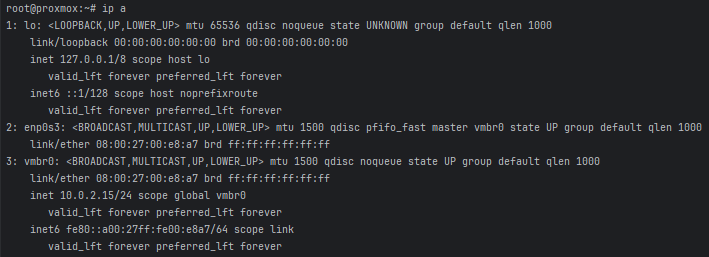 root@proxmox:~# ip a
1: lo: <LOOPBACK,UP,LOWER_UP> mtu 65536 qdisc noqueue state UNKNOWN group default qlen 1000
    link/loopback 00:00:00:00:00:00 brd 00:00:00:00:00:00
    inet 127.0.0.1/8 scope host lo
       valid_lft forever preferred_lft forever
    inet6 ::1/128 scope host noprefixroute
       valid_lft forever preferred_lft forever
2: enp0s3: <BROADCAST,MULTICAST,UP,LOWER_UP> mtu 1500 qdisc pfifo_fast master vmbr0 state UP group default qlen 1000
    link/ether 08:00:27:00:e8:a7 brd ff:ff:ff:ff:ff:ff
3: vmbr0: <BROADCAST,MULTICAST,UP,LOWER_UP> mtu 1500 qdisc noqueue state UP group default qlen 1000
    link/ether 08:00:27:00:e8:a7 brd ff:ff:ff:ff:ff:ff
    inet 10.0.2.15/24 scope global vmbr0
       valid_lft forever preferred_lft forever
    inet6 fe80::a00:27ff:fe00:e8a7/64 scope link
       valid_lft forever preferred_lft forever